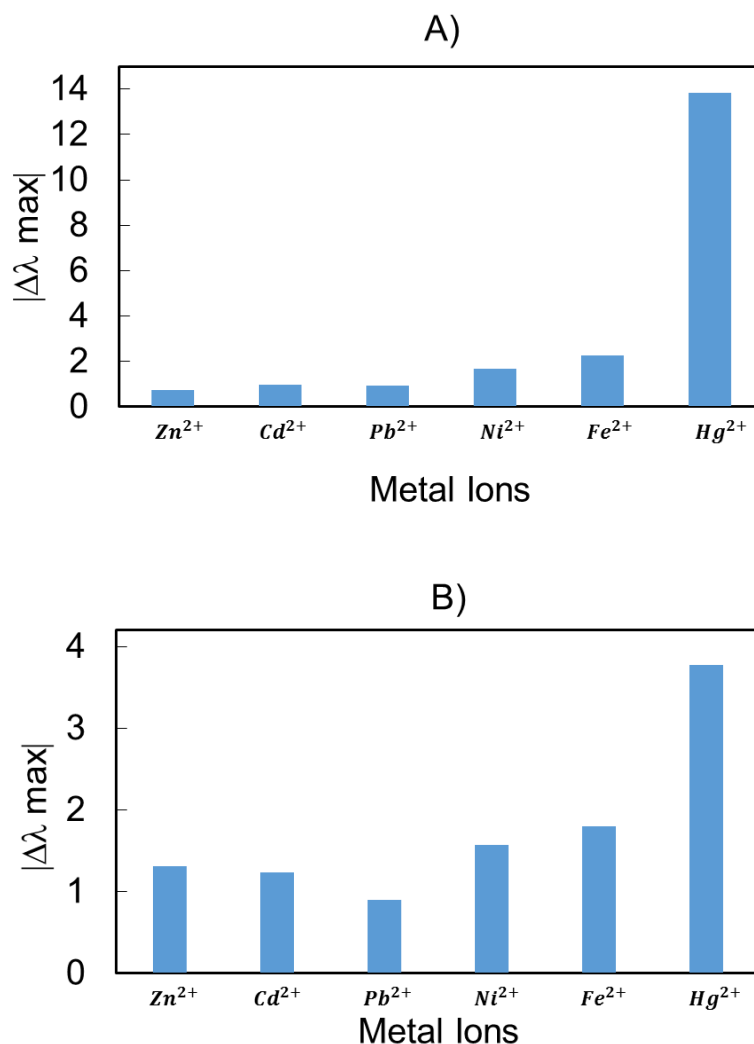 A)
|Δλ max|
14
12
10
8
6
4
2
0
Zn²⁺ Cd²⁺ Pb²⁺ Ni²⁺ Fe²⁺ Hg²⁺
Metal Ions
B)
|Δλ max|
4
3
2
1
0
Zn²⁺ Cd²⁺ Pb²⁺ Ni²⁺ Fe²⁺ Hg²⁺
Metal Ions